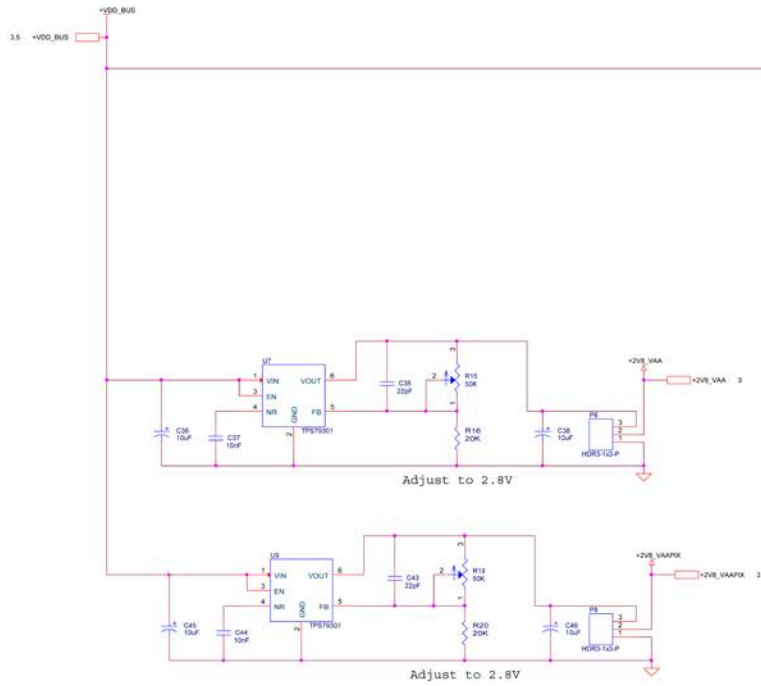 +VDD_BUS
3,5 +VDD_BUS
U7
1 VIN VOUT 6
3 EN
4 NR FB 5
GND
2
TPS79301
C36
10uF
C37
10nF
C35
22pF
3
2
R15
50K
1
R16
20K
C38
10uF
P6
3
2
1
HDR3-1x3-P
+2V8_VAA
+2V8_VAA 3
Adjust to 2.8V
U9
1 VIN VOUT 6
3 EN
4 NR FB 5
GND
2
TPS79301
C45
10uF
C44
10nF
C43
22pF
3
2
R19
50K
1
R20
20K
C46
10uF
P8
3
2
1
HDR3-1x3-P
+2V8_VAAPIX
+2V8_VAAPIX 3
Adjust to 2.8V